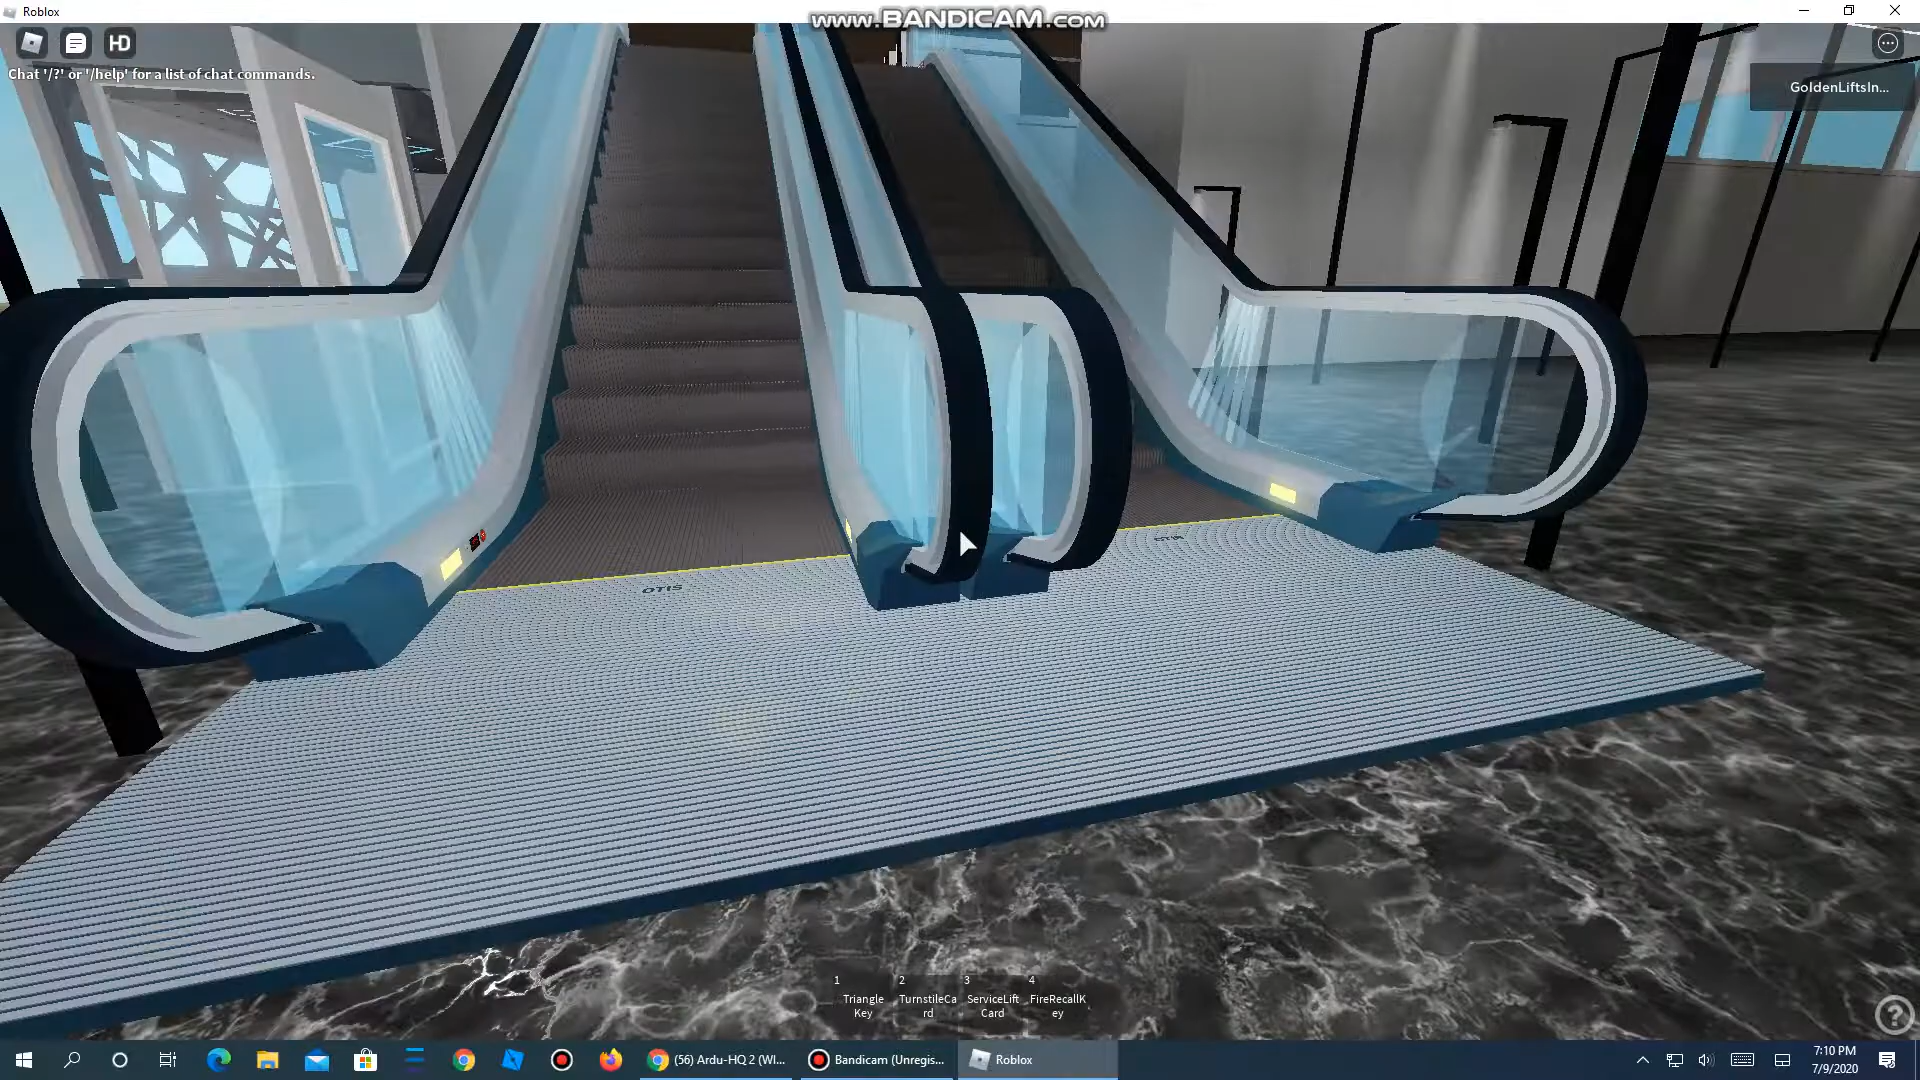 Roblox
www.BANDICAM.com
HD
Chat '/?' or '/help' for a list of chat commands.
GoldenLiftsIn...
OTIS
OTIS
1
Triangle
Key
2
TurnstileCa
rd
3
ServiceLift
Card
4
FireRecallK
ey
?
(56) Ardu-HQ 2 (WI...
Bandicam (Unregis...
Roblox
7:10 PM
7/9/2020